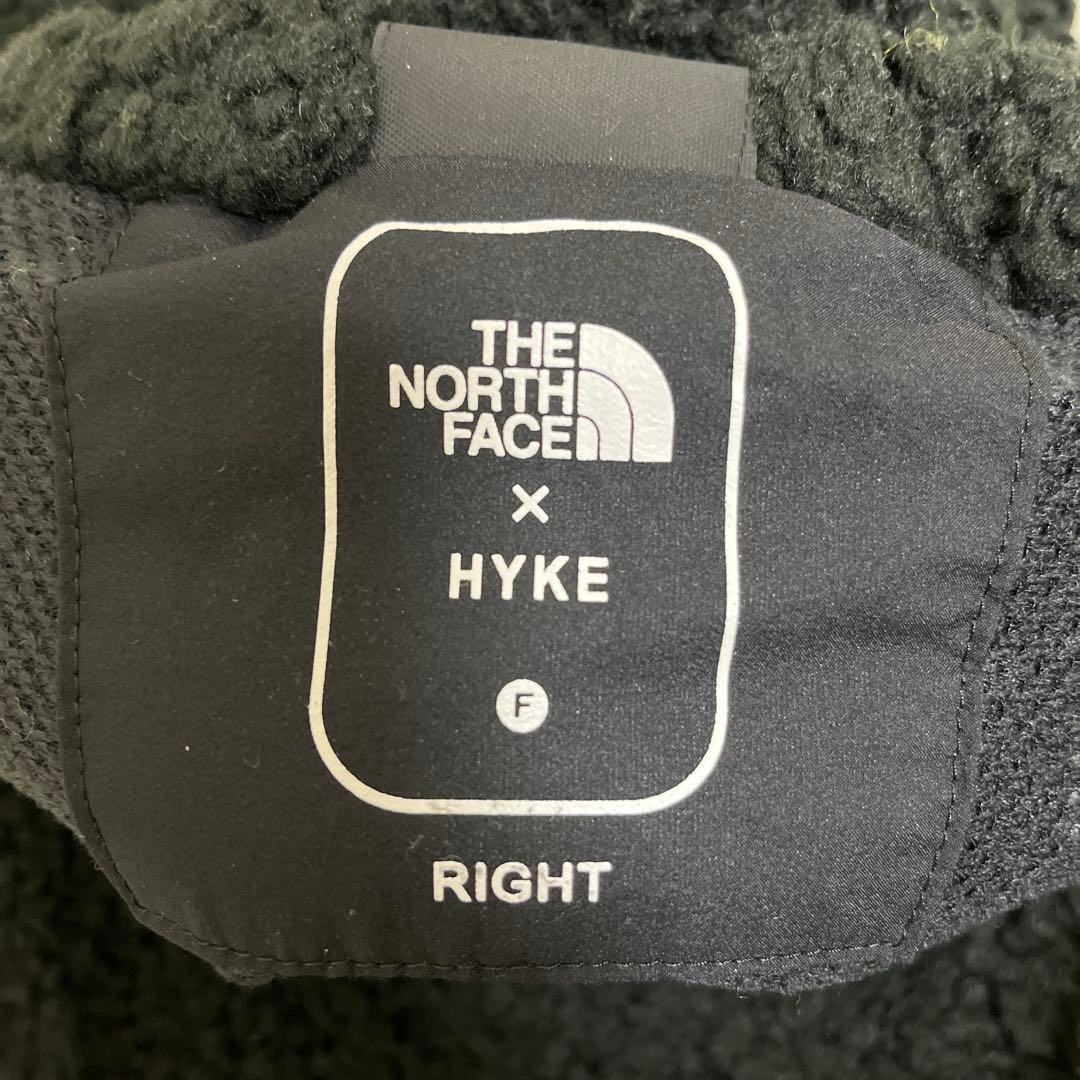 THE
NORTH
FACE
×
HYKE
F
RIGHT